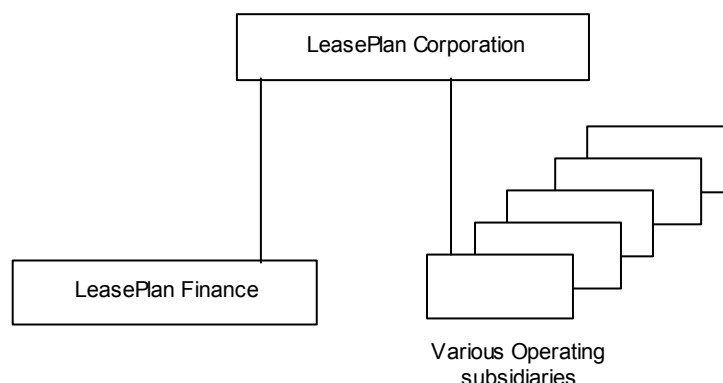 LeasePlan Corporation
LeasePlan Finance
Various Operating
subsidiaries